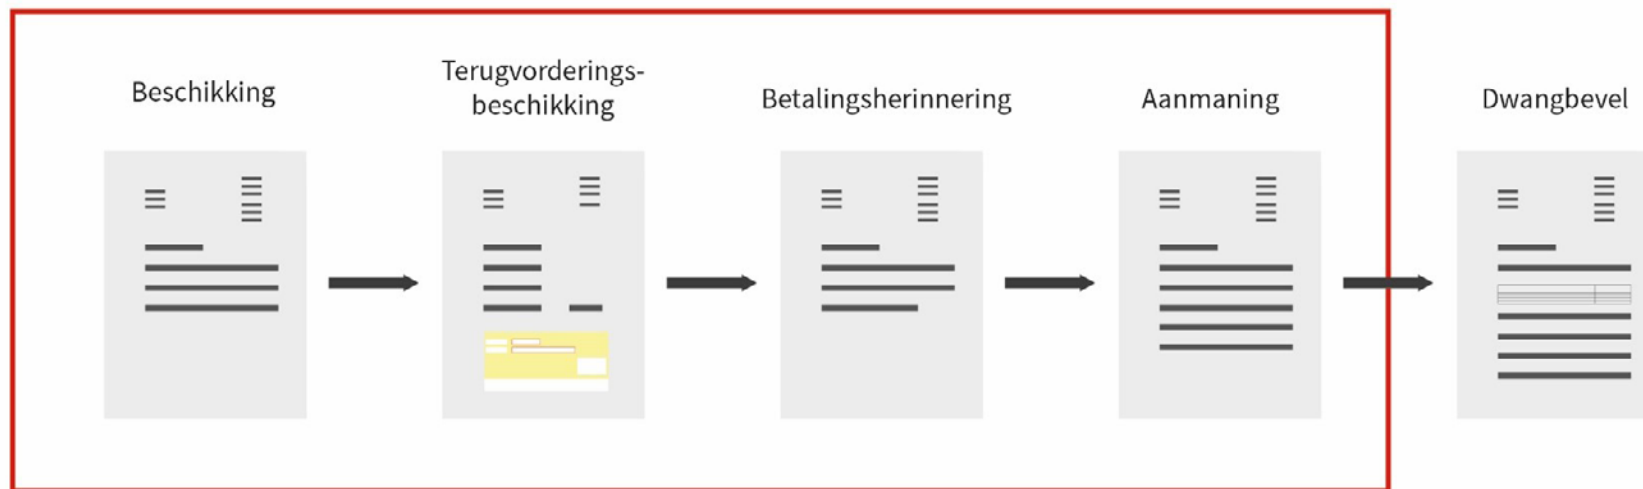 Beschikking
Terugvorderings-
beschikking
Betalingsherinnering
Aanmaning
Dwangbevel